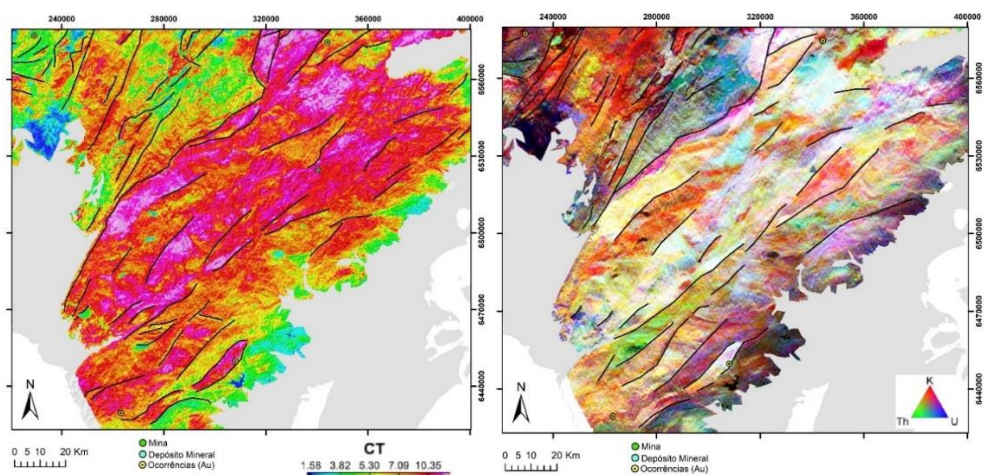 240000 280000 320000 360000 400000
6560000
6530000
6500000
6470000
6440000
N
0 5 10 20 Km
Mina
Depósito Mineral
Ocorrências (Au)
CT
1.58 3.82 5.30 7.09 10.35
240000 280000 320000 360000 400000
6560000
6530000
6500000
6470000
6440000
N
K
Th U
0 5 10 20 Km
Mina
Depósito Mineral
Ocorrências (Au)